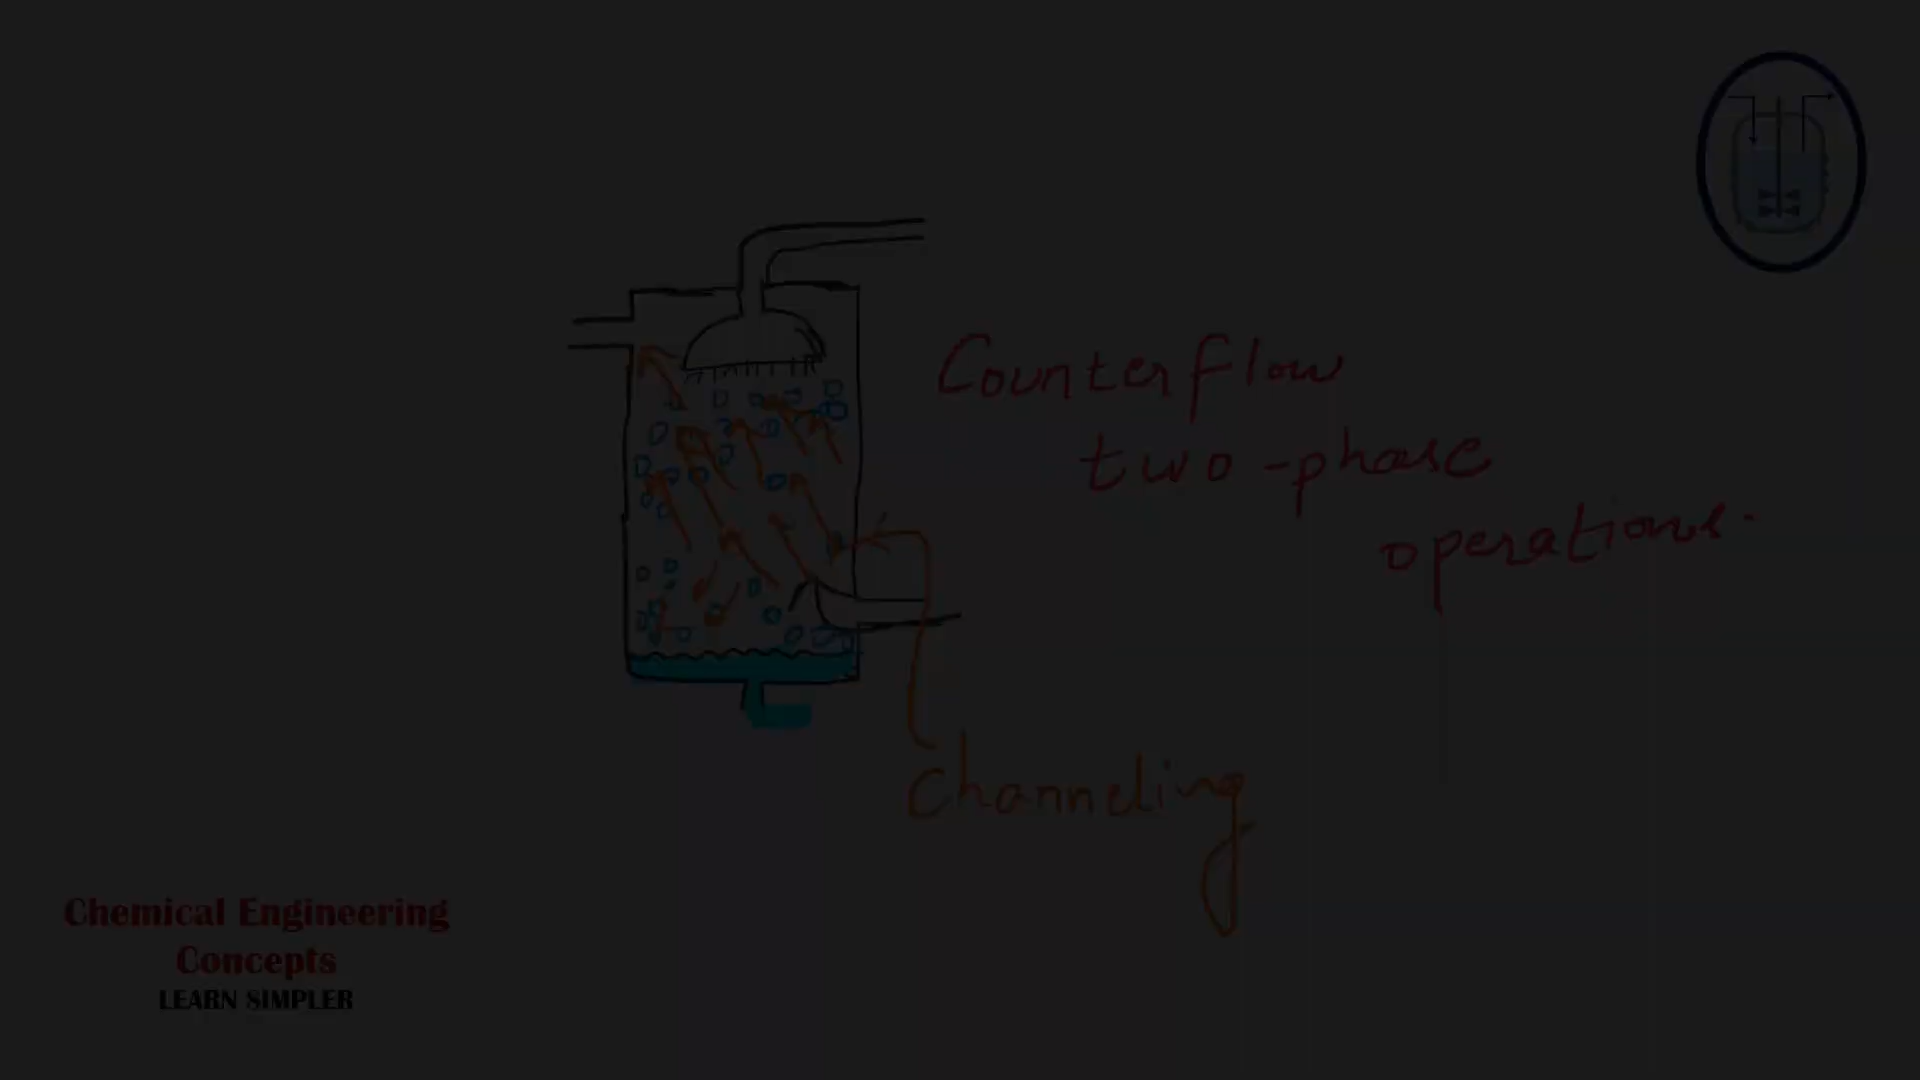 Counterflow
two-phase
operations.
Channeling
Chemical Engineering
Concepts
LEARN SIMPLER